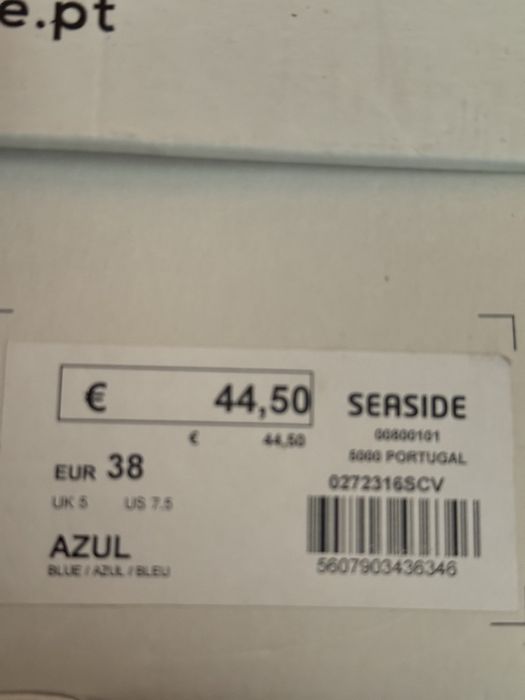 e.pt
€ 44,50
SEASIDE
€ 44,50
00800101
EUR 38
5000 PORTUGAL
UK 5 US 7.5
0272316SCV
AZUL
BLUE / AZUL / BLEU
5607903436346